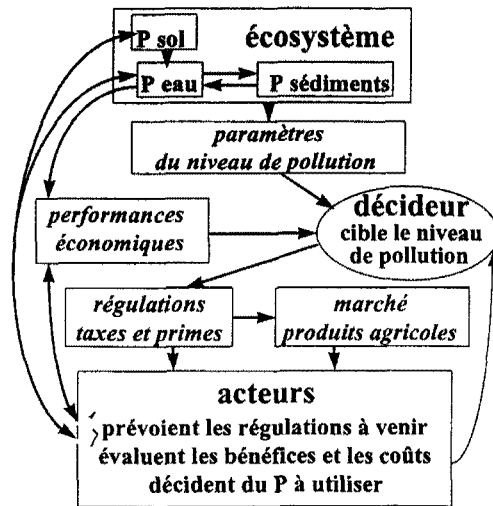 P sol
écosystème
P eau
P sédiments
paramètres
du niveau de pollution
performances
économiques
décideur
cible le niveau
de pollution
régulations
taxes et primes
marché
produits agricoles
acteurs
prévoient les régulations à venir
évaluent les bénéfices et les coûts
décident du P à utiliser